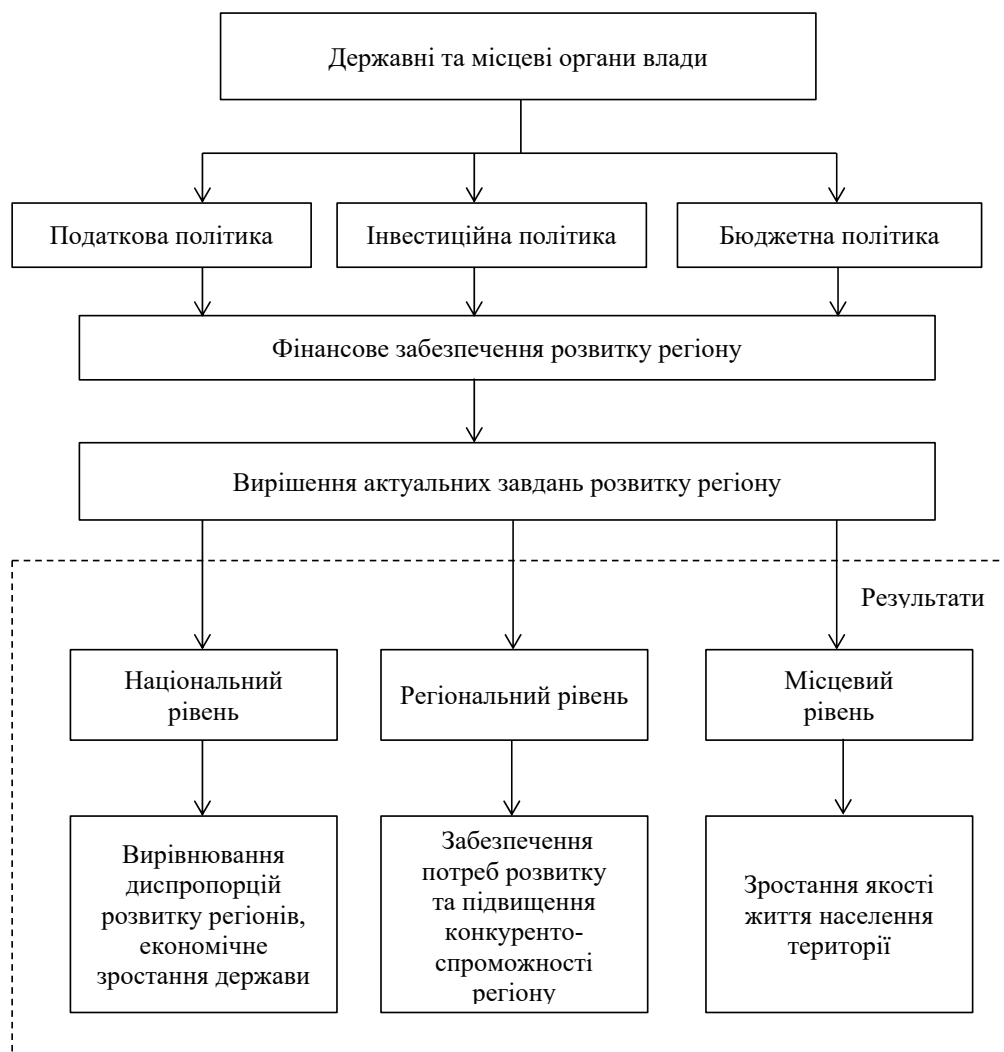 Державні та місцеві органи влади
Податкова політика
Інвестиційна політика
Бюджетна політика
Фінансове забезпечення розвитку регіону
Вирішення актуальних завдань розвитку регіону
Результати
Національний
рівень
Регіональний рівень
Місцевий
рівень
Вирівнювання
диспропорцій
розвитку регіонів,
економічне
зростання держави
Забезпечення
потреб розвитку
та підвищення
конкуренто-
спроможності
регіону
Зростання якості
життя населення
території